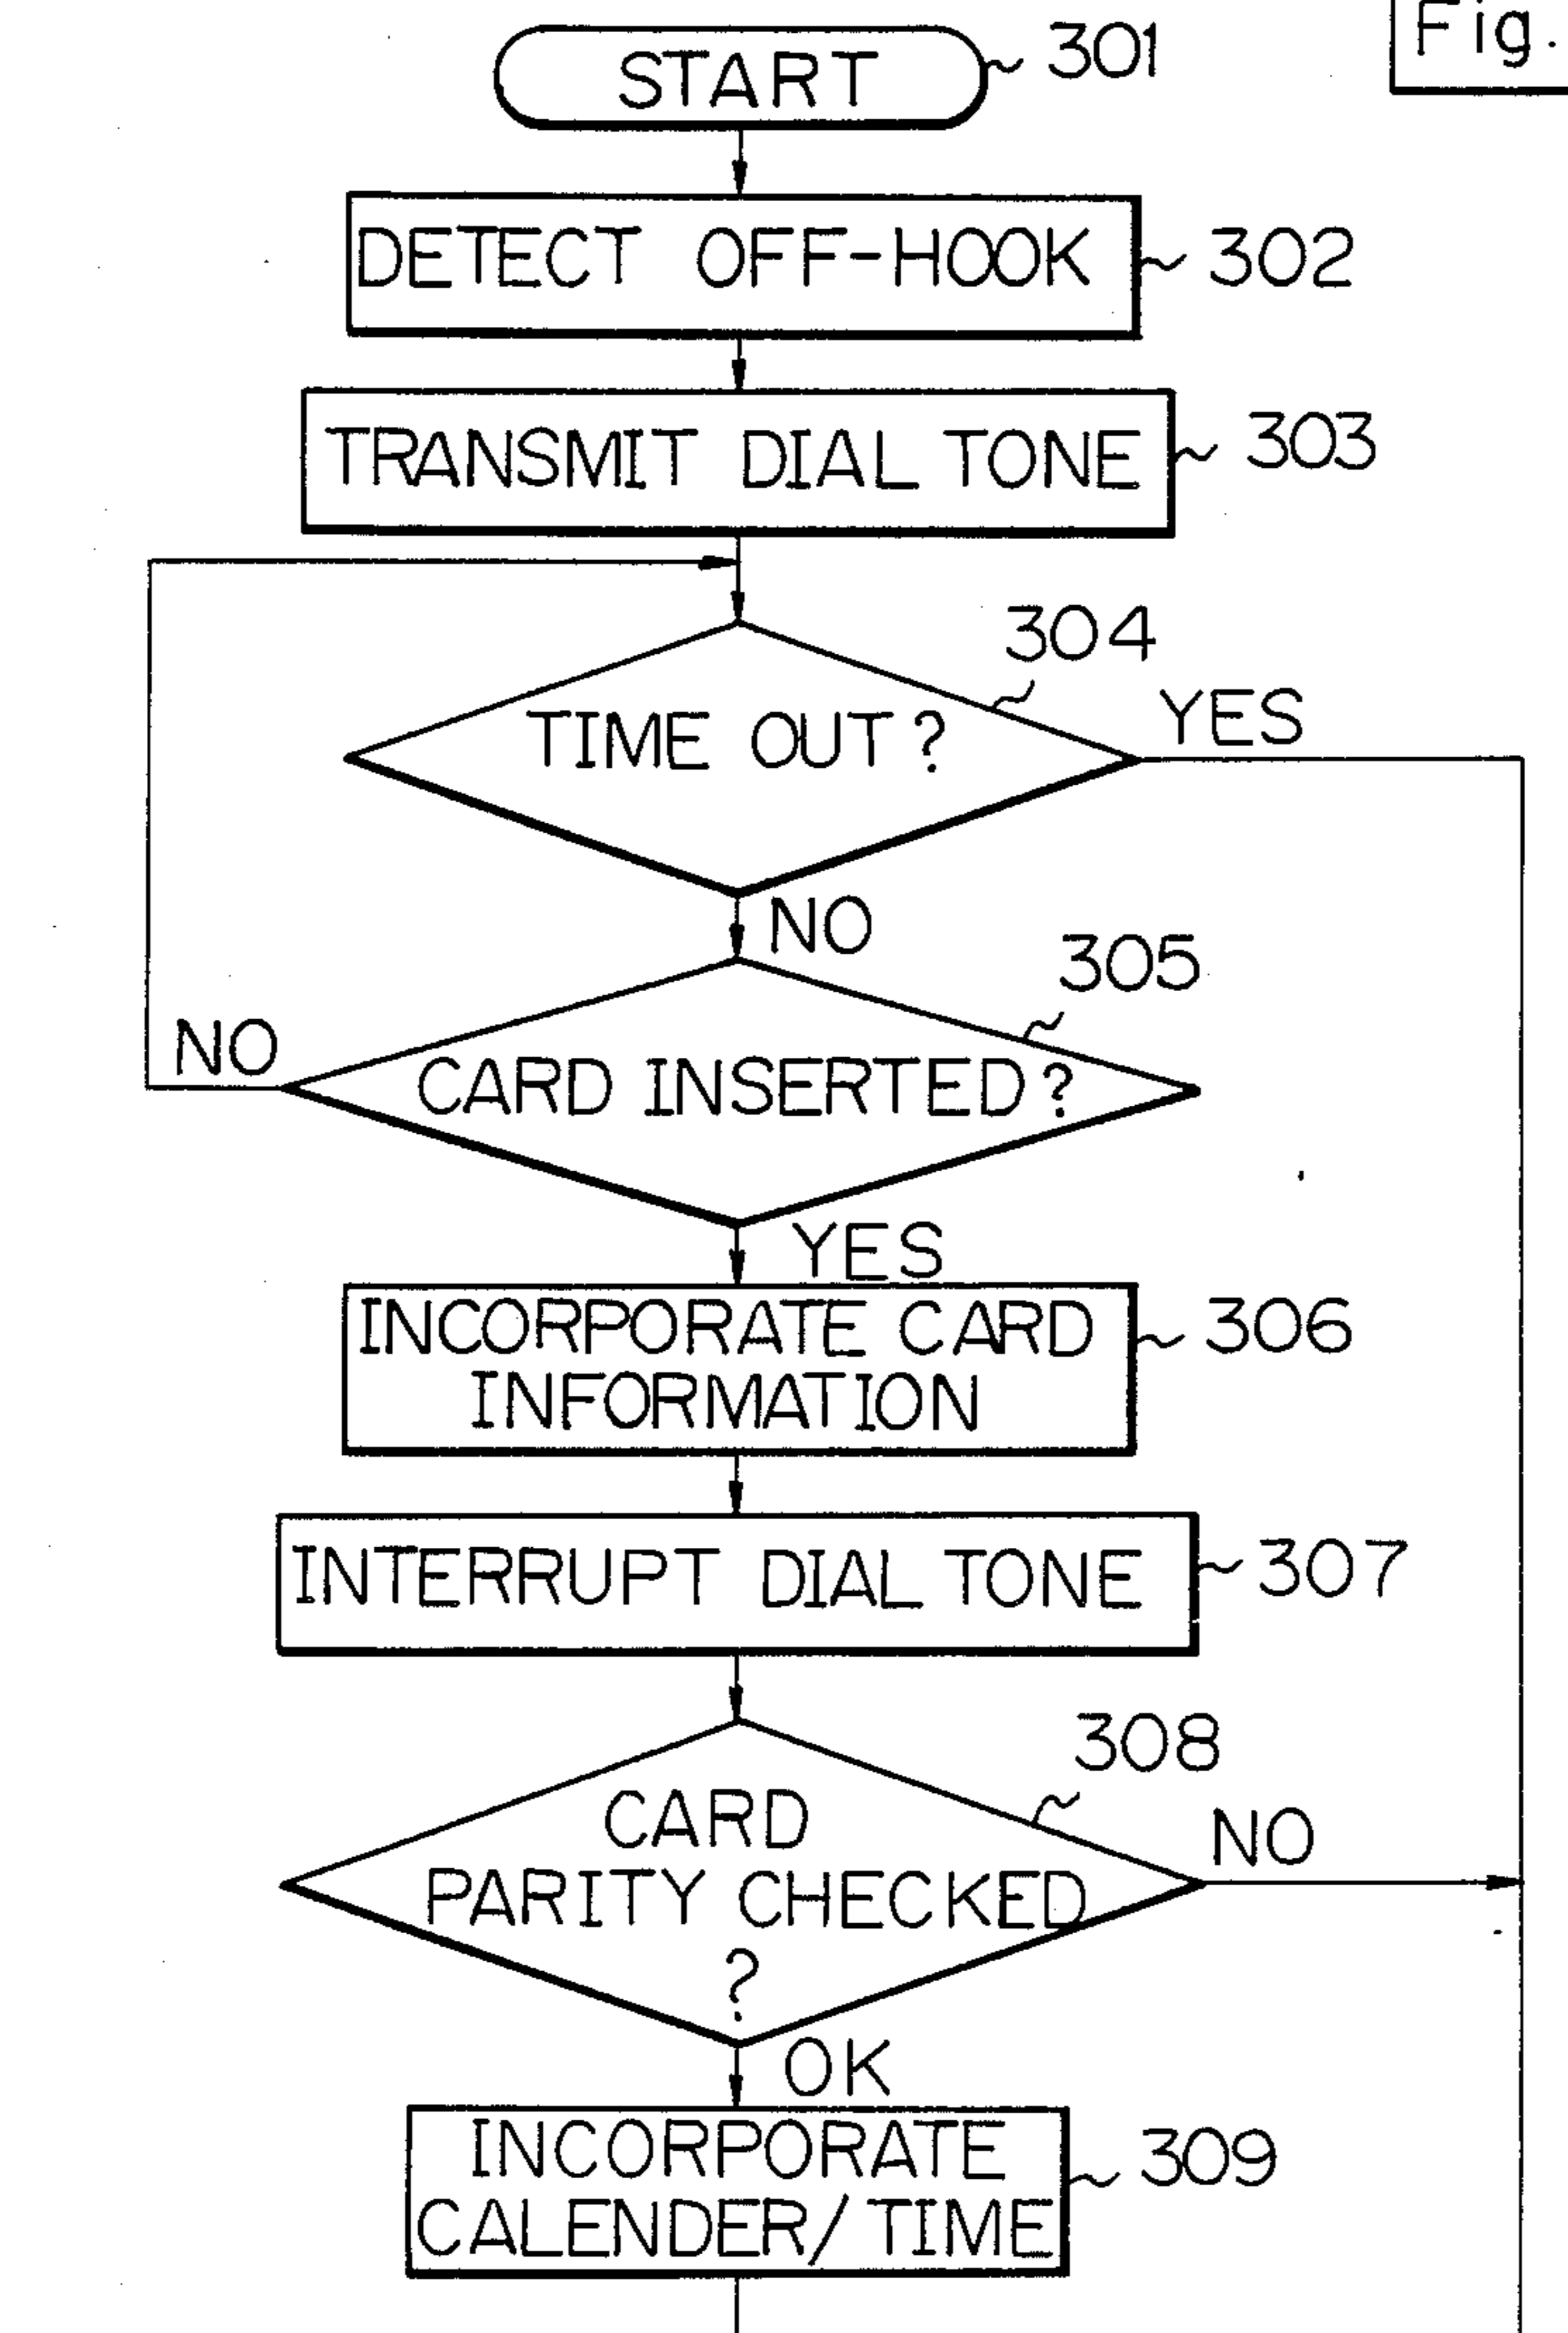 Fig.
START 301
DETECT OFF-HOOK 302
TRANSMIT DIAL TONE 303
304
TIME OUT? YES
NO
305
NO
CARD INSERTED?
YES
INCORPORATE CARD 306
INFORMATION
INTERRUPT DIAL TONE 307
308
CARD NO
PARITY CHECKED
?
OK
INCORPORATE 309
CALENDER/TIME